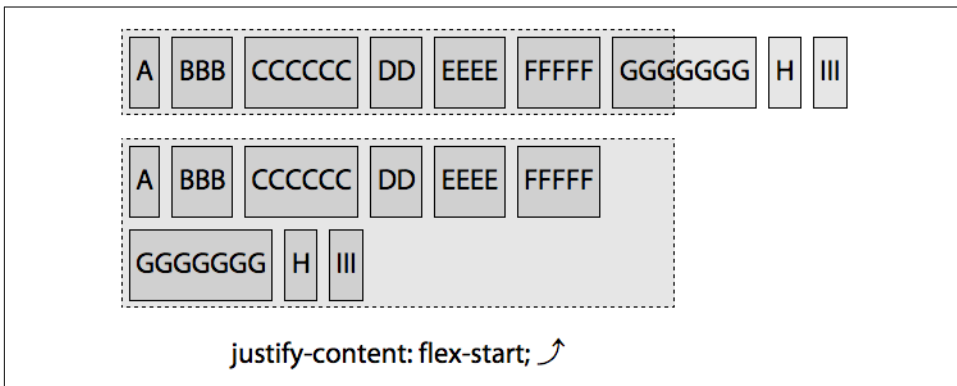 A BBB CCCCCC DD EEEE FFFFF GGGGGGG H III
A BBB CCCCCC DD EEEE FFFFF
GGGGGGG H III
justify-content: flex-start;